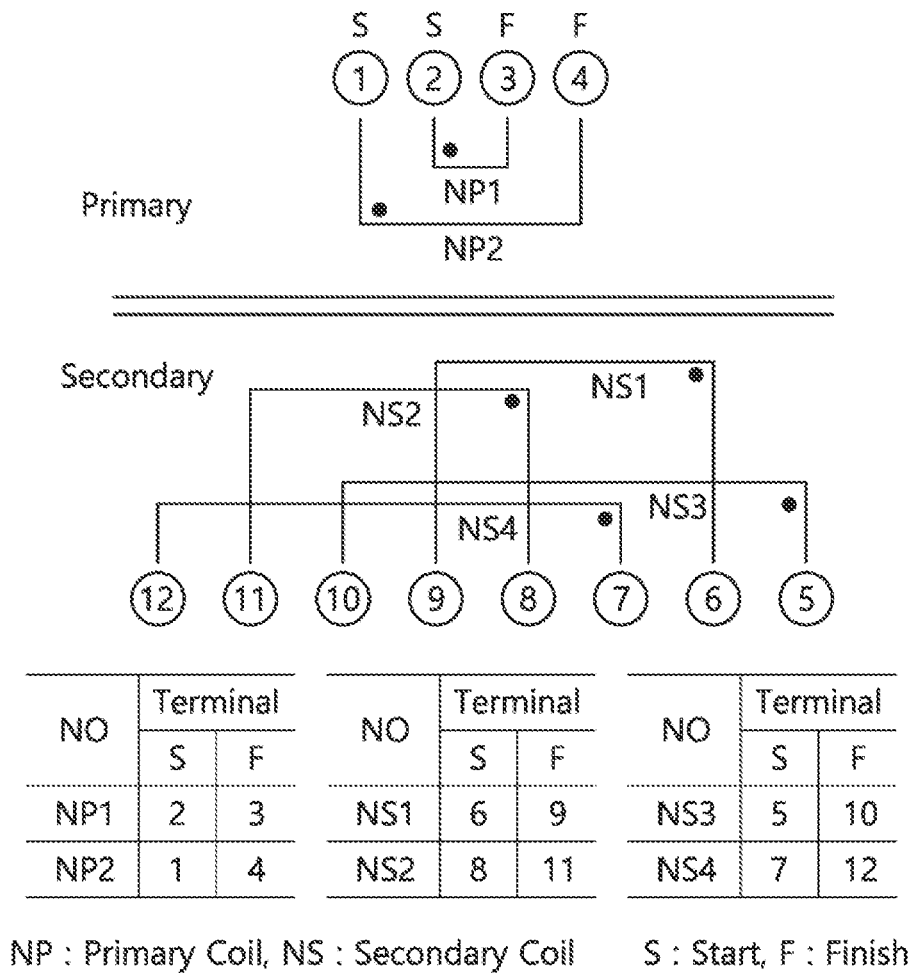 S S F F
1 2 3 4
NP1
Primary
NP2
Secondary
NS1
NS2
NS3
NS4
12 11 10 9 8 7 6 5
NO Terminal NO Terminal NO Terminal
S F S F S F
NP1 2 3 NS1 6 9 NS3 5 10
NP2 1 4 NS2 8 11 NS4 7 12
NP : Primary Coil, NS : Secondary Coil S : Start, F : Finish